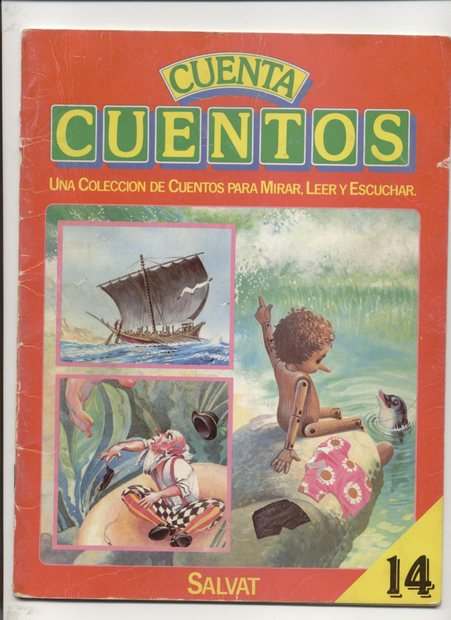 CUENTA
CUENTOS
UNA COLECCION DE CUENTOS PARA MIRAR, LEER Y ESCUCHAR.
SALVAT
14